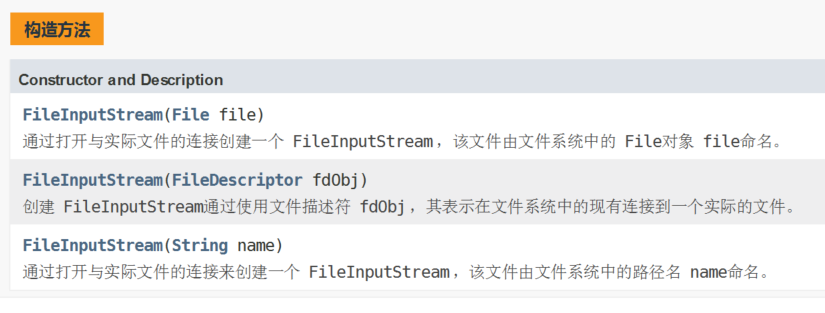 构造方法
Constructor and Description
FileInputStream(File file)
通过打开与实际文件的连接创建一个 FileInputStream，该文件由文件系统中的 File对象 file命名。
FileInputStream(FileDescriptor fdObj)
创建 FileInputStream通过使用文件描述符 fdObj，其表示在文件系统中的现有连接到一个实际的文件。
FileInputStream(String name)
通过打开与实际文件的连接来创建一个 FileInputStream，该文件由文件系统中的路径名 name命名。